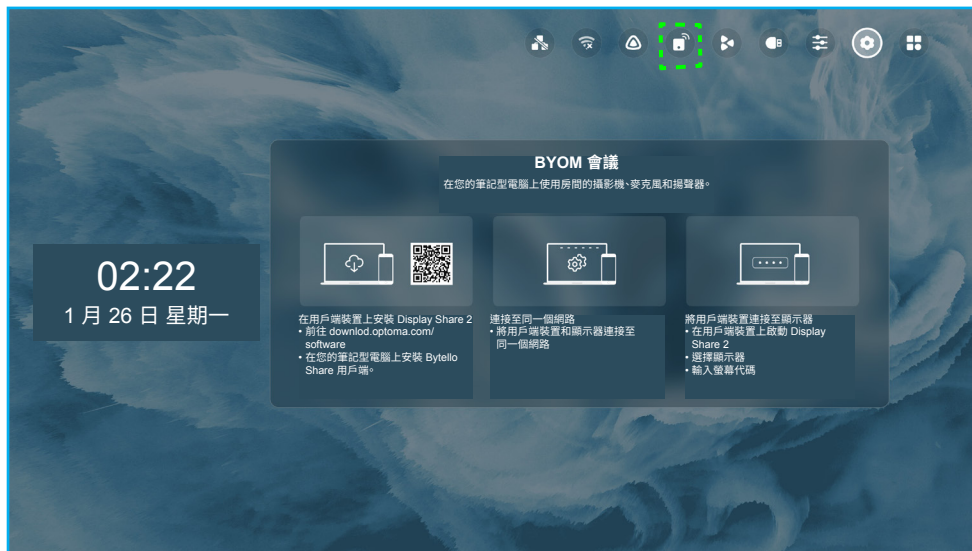 BYOM 會議
在您的筆記型電腦上使用房間的攝影機、麥克風和揚聲器。
02:22
1 月 26 日 星期一
在用戶端裝置上安裝 Display Share 2
• 前往 downlod.optoma.com/
software
• 在您的筆記型電腦上安裝 Bytello
Share 用戶端。
連接至同一個網路
• 將用戶端裝置和顯示器連接至
同一個網路
將用戶端裝置連接至顯示器
• 在用戶端裝置上啟動 Display
Share 2
• 選擇顯示器
• 輸入螢幕代碼